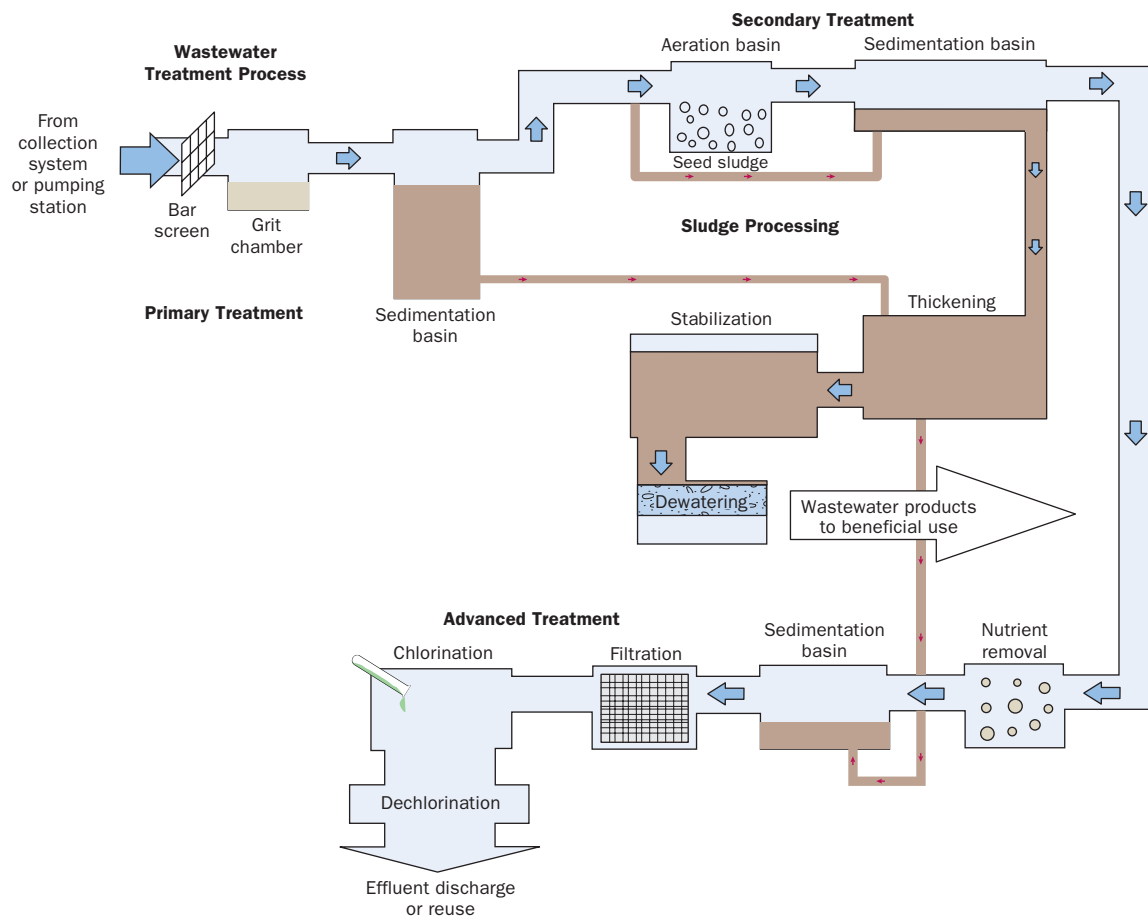 Secondary Treatment
Wastewater
Treatment Process
Aeration basin
Sedimentation basin
From
collection
system
or pumping
station
Seed sludge
Bar
screen
Grit
chamber
Sludge Processing
Primary Treatment
Sedimentation
basin
Thickening
Stabilization
Dewatering
Wastewater products
to beneficial use
Advanced Treatment
Chlorination
Filtration
Sedimentation
basin
Nutrient
removal
Dechlorination
Effluent discharge
or reuse